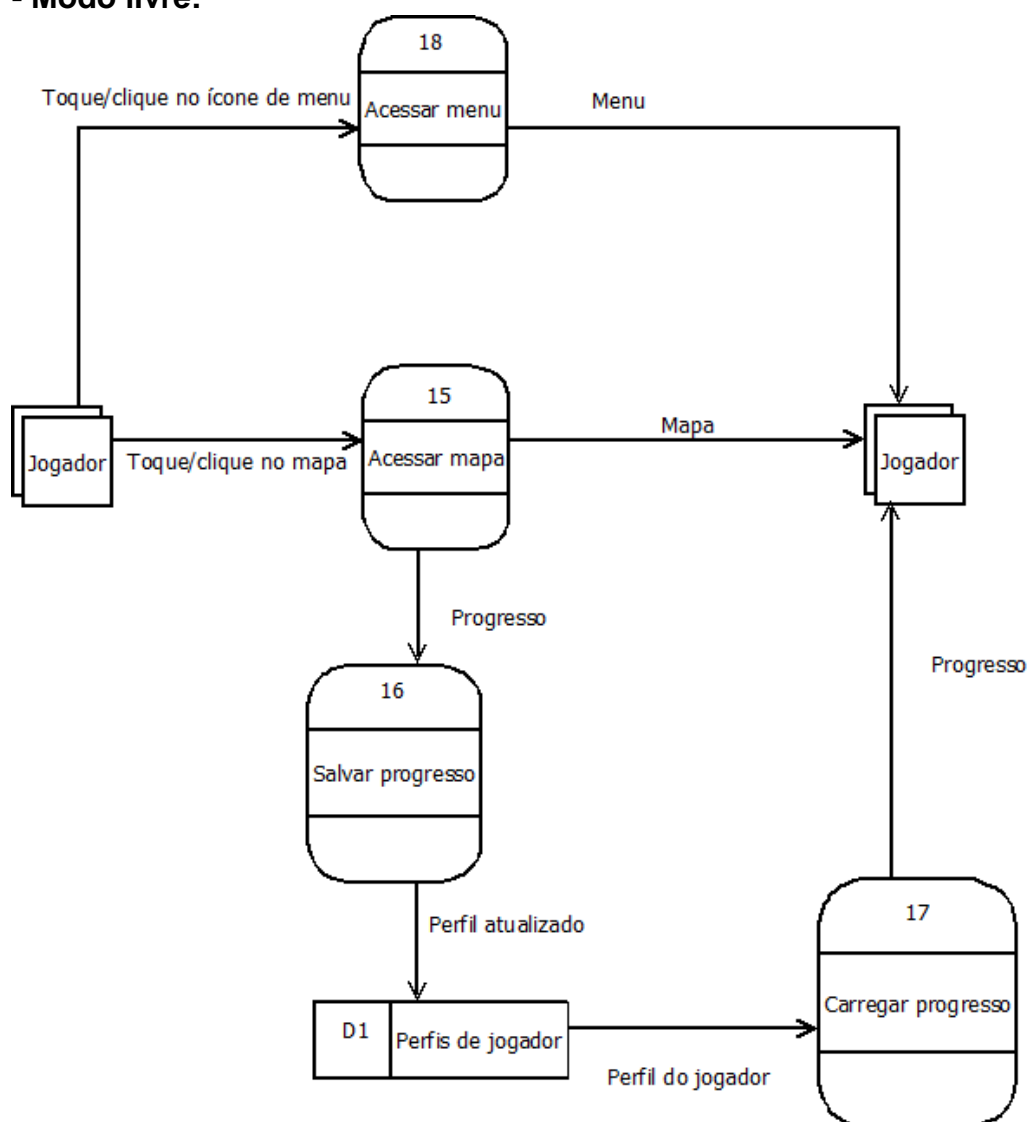 - Modo livre:
18
Toque/clique no ícone de menu
Acessar menu
Menu
15
Jogador
Toque/clique no mapa
Acessar mapa
Mapa
Jogador
Progresso
Progresso
16
Salvar progresso
17
Perfil atualizado
D1
Perfis de jogador
Carregar progresso
Perfil do jogador